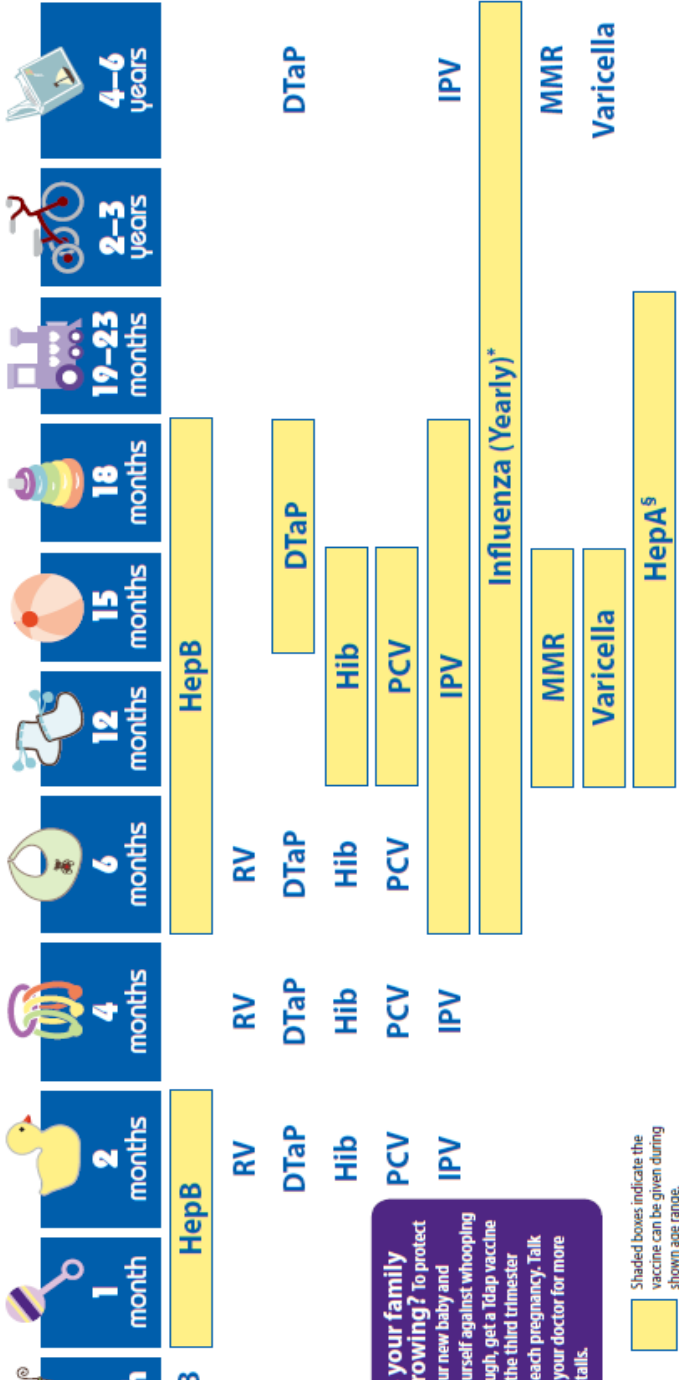 1
month
2
months
4
months
6
months
12
months
15
months
18
months
19–23
months
2–3
years
4–6
years
HepB
HepB
RV
RV
RV
DTaP
DTaP
DTaP
DTaP
DTaP
Hib
Hib
Hib
Hib
PCV
PCV
PCV
PCV
IPV
IPV
IPV
IPV
Influenza (Yearly)*
MMR
MMR
Varicella
Varicella
HepA§
your family
rowing? To protect
ur new baby and
urself against whooping
ugh, get a Tdap vaccine
the third trimester
each pregnancy. Talk
your doctor for more
tails.
Shaded boxes indicate the
vaccine can be given during
shown age range.